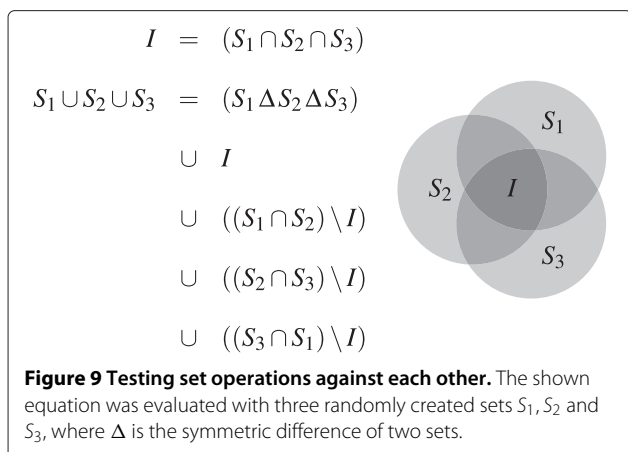 I = (S₁ ∩ S₂ ∩ S₃)
S₁ ∪ S₂ ∪ S₃ = (S₁ Δ S₂ Δ S₃)
∪ I
∪ ((S₁ ∩ S₂) \ I)
∪ ((S₂ ∩ S₃) \ I)
∪ ((S₃ ∩ S₁) \ I)
S₁
S₂
I
S₃
Figure 9 Testing set operations against each other. The shown
equation was evaluated with three randomly created sets S₁, S₂ and
S₃, where Δ is the symmetric difference of two sets.